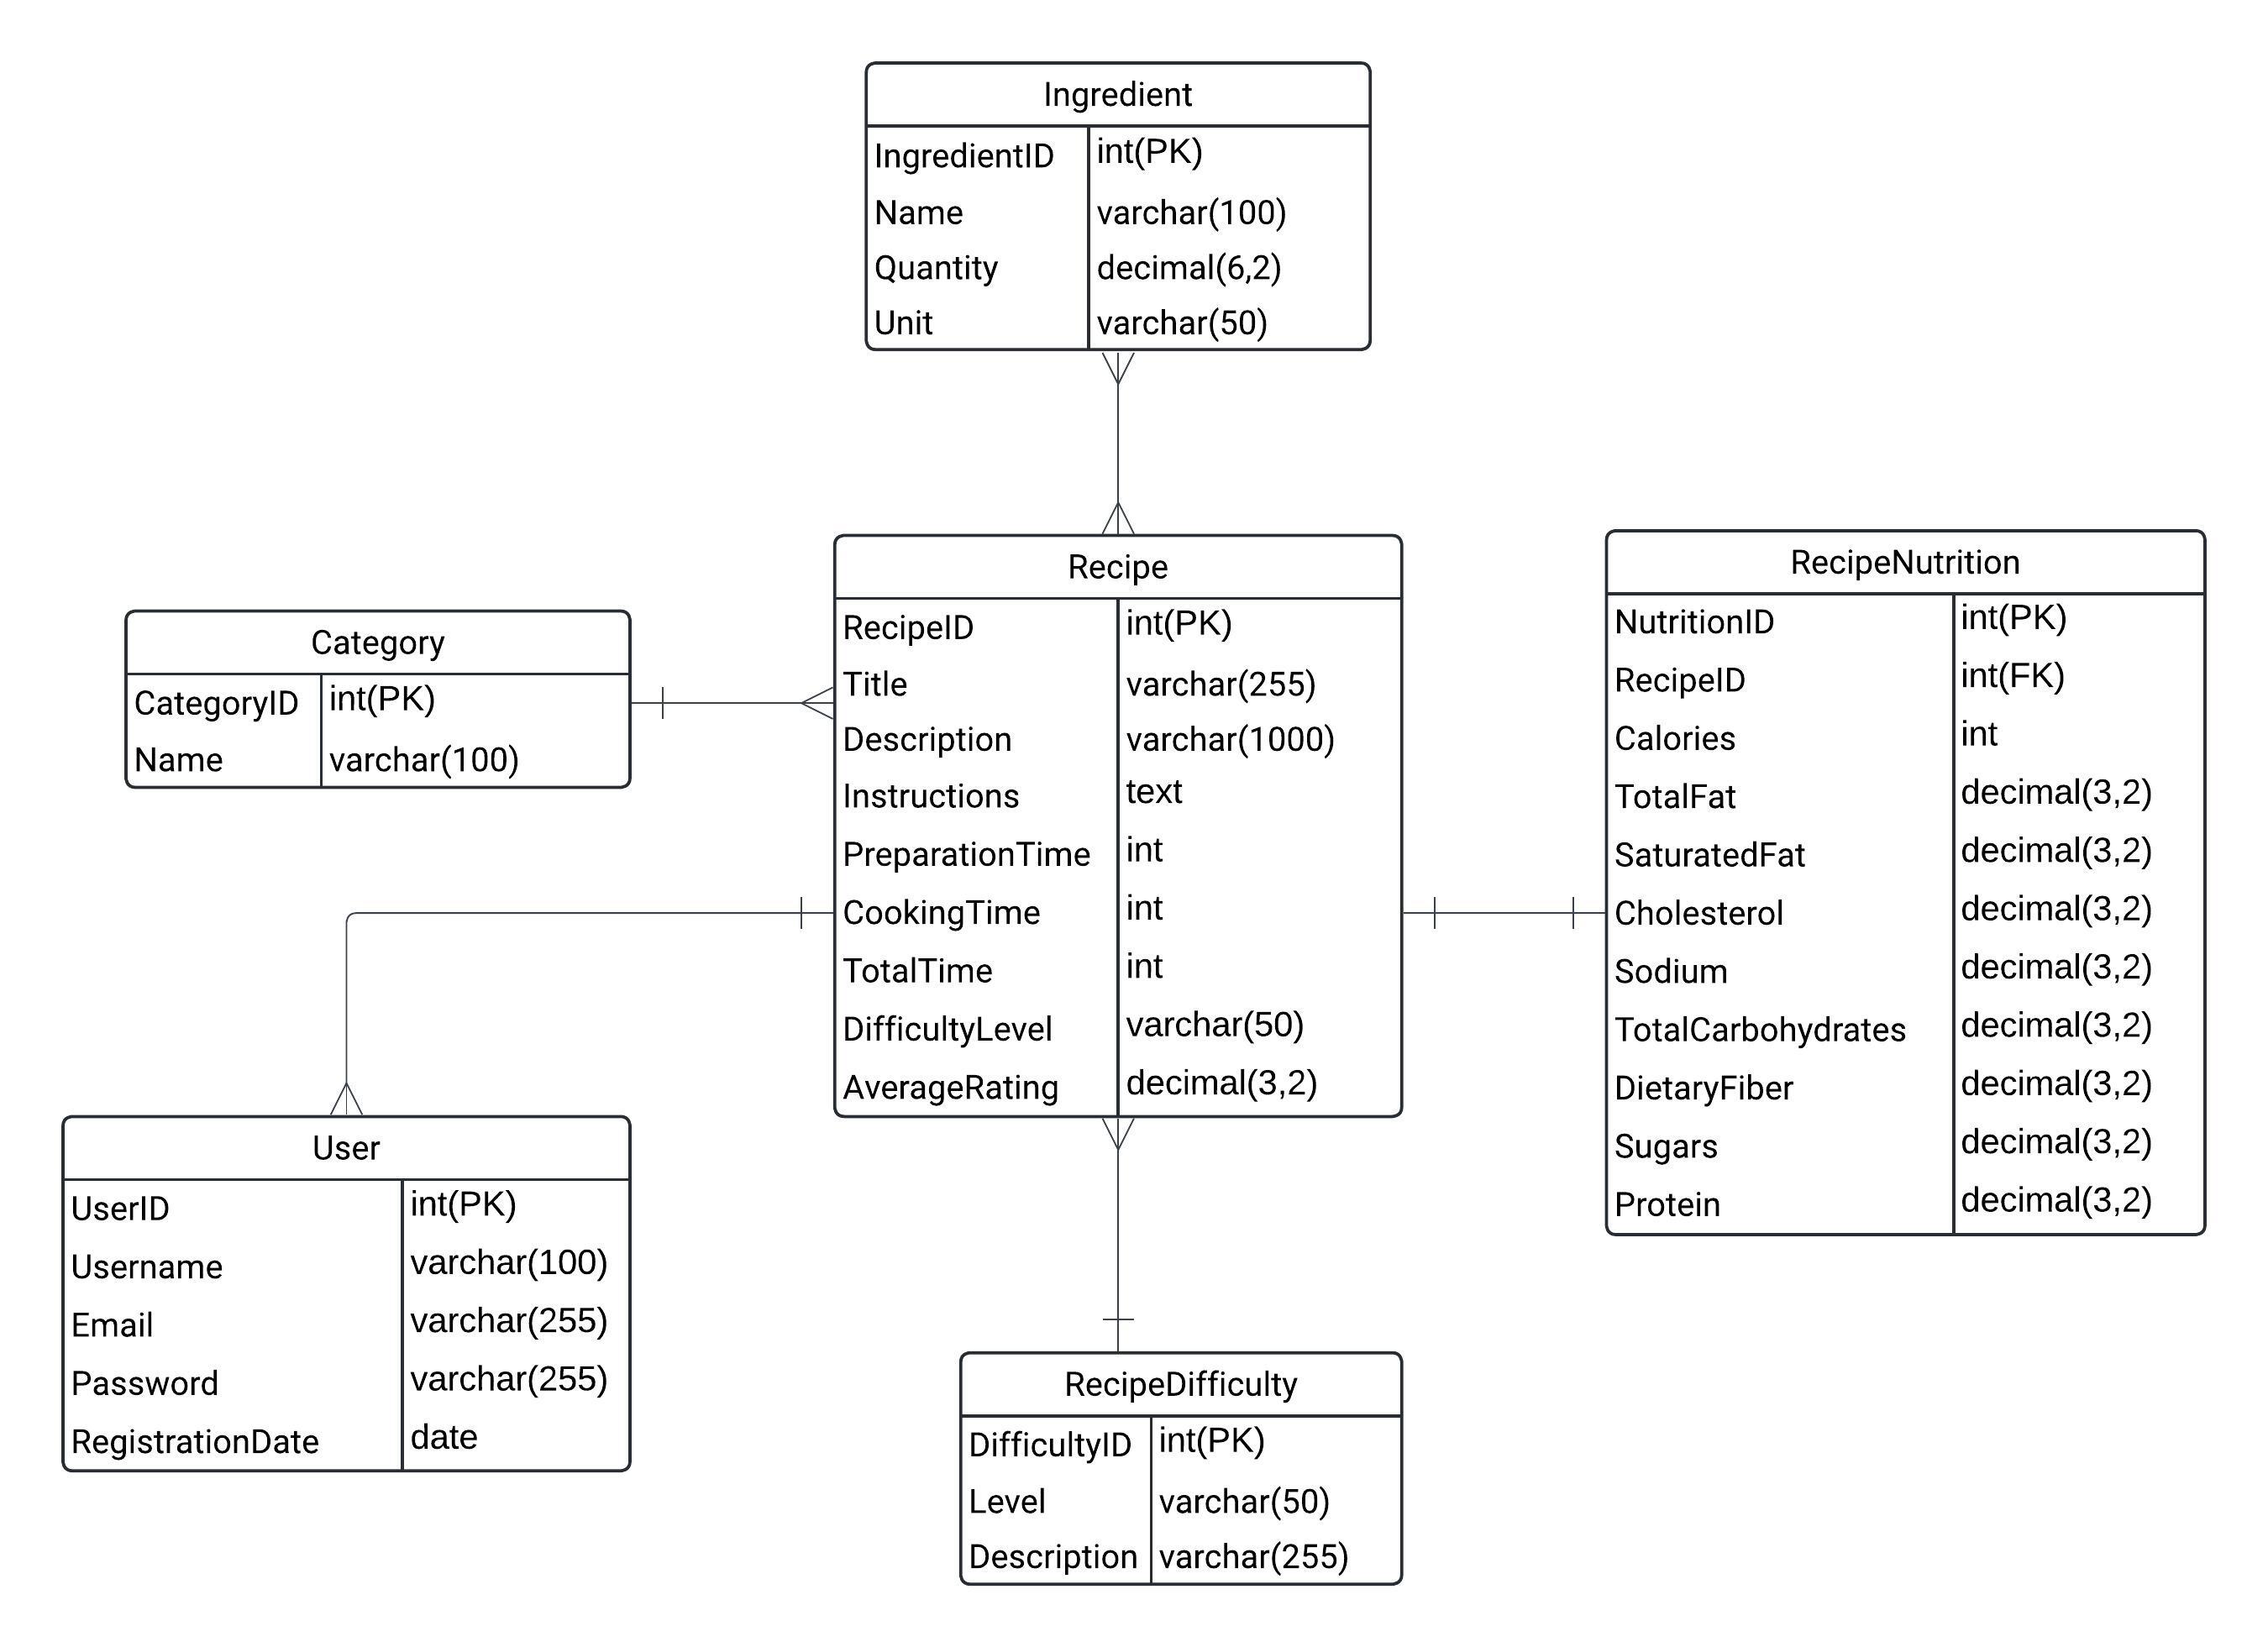 Ingredient
IngredientID int(PK)
Name varchar(100)
Quantity decimal(6,2)
Unit varchar(50)
Category
CategoryID int(PK)
Name varchar(100)
Recipe
RecipeID int(PK)
Title varchar(255)
Description varchar(1000)
Instructions text
PreparationTime int
CookingTime int
TotalTime int
DifficultyLevel varchar(50)
AverageRating decimal(3,2)
RecipeNutrition
NutritionID int(PK)
RecipeID int(FK)
Calories int
TotalFat decimal(3,2)
SaturatedFat decimal(3,2)
Cholesterol decimal(3,2)
Sodium decimal(3,2)
TotalCarbohydrates decimal(3,2)
DietaryFiber decimal(3,2)
Sugars decimal(3,2)
Protein decimal(3,2)
User
UserID int(PK)
Username varchar(100)
Email varchar(255)
Password varchar(255)
RegistrationDate date
RecipeDifficulty
DifficultyID int(PK)
Level varchar(50)
Description varchar(255)